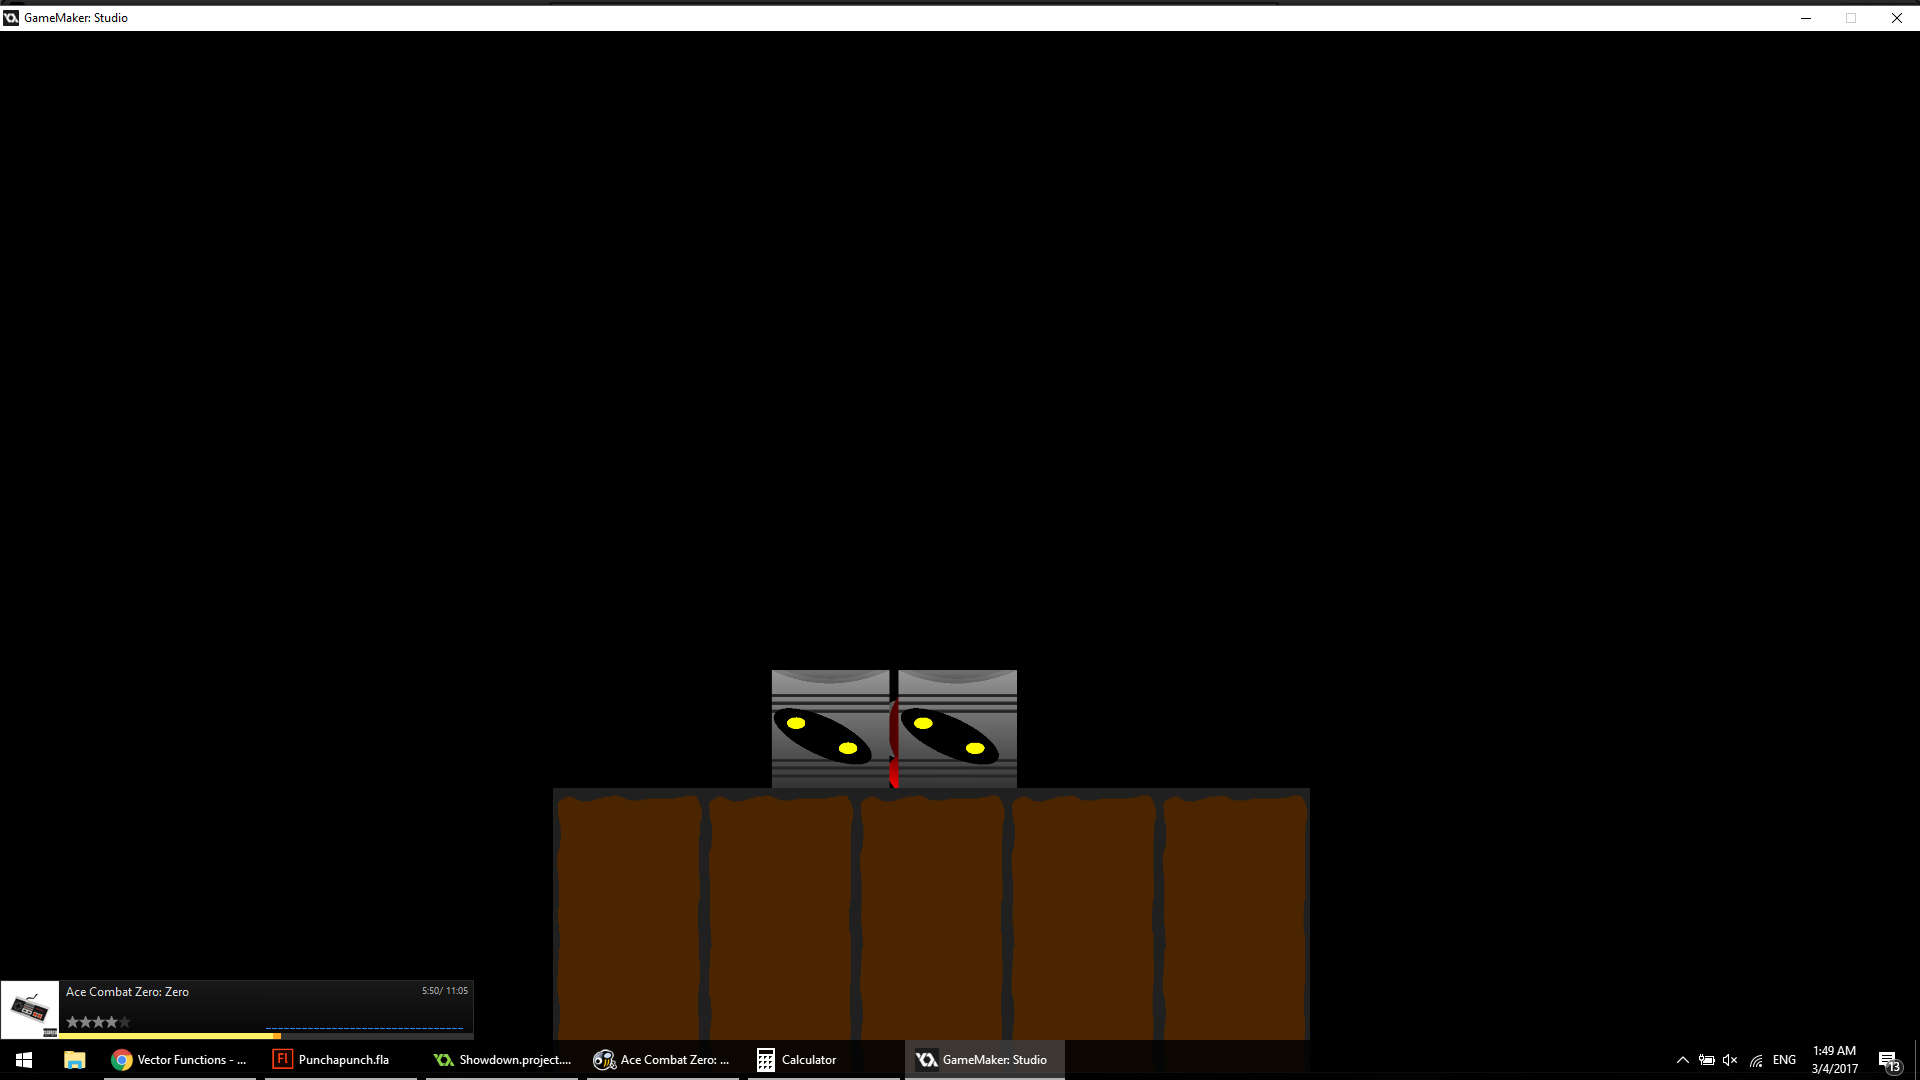 GameMaker: Studio
Ace Combat Zero: Zero
5:50/ 11:05
Vector Functions - ...
Fl
Punchapunch.fla
Showdown.project....
Ace Combat Zero: ...
Calculator
GameMaker: Studio
ENG
1:49 AM
3/4/2017
13